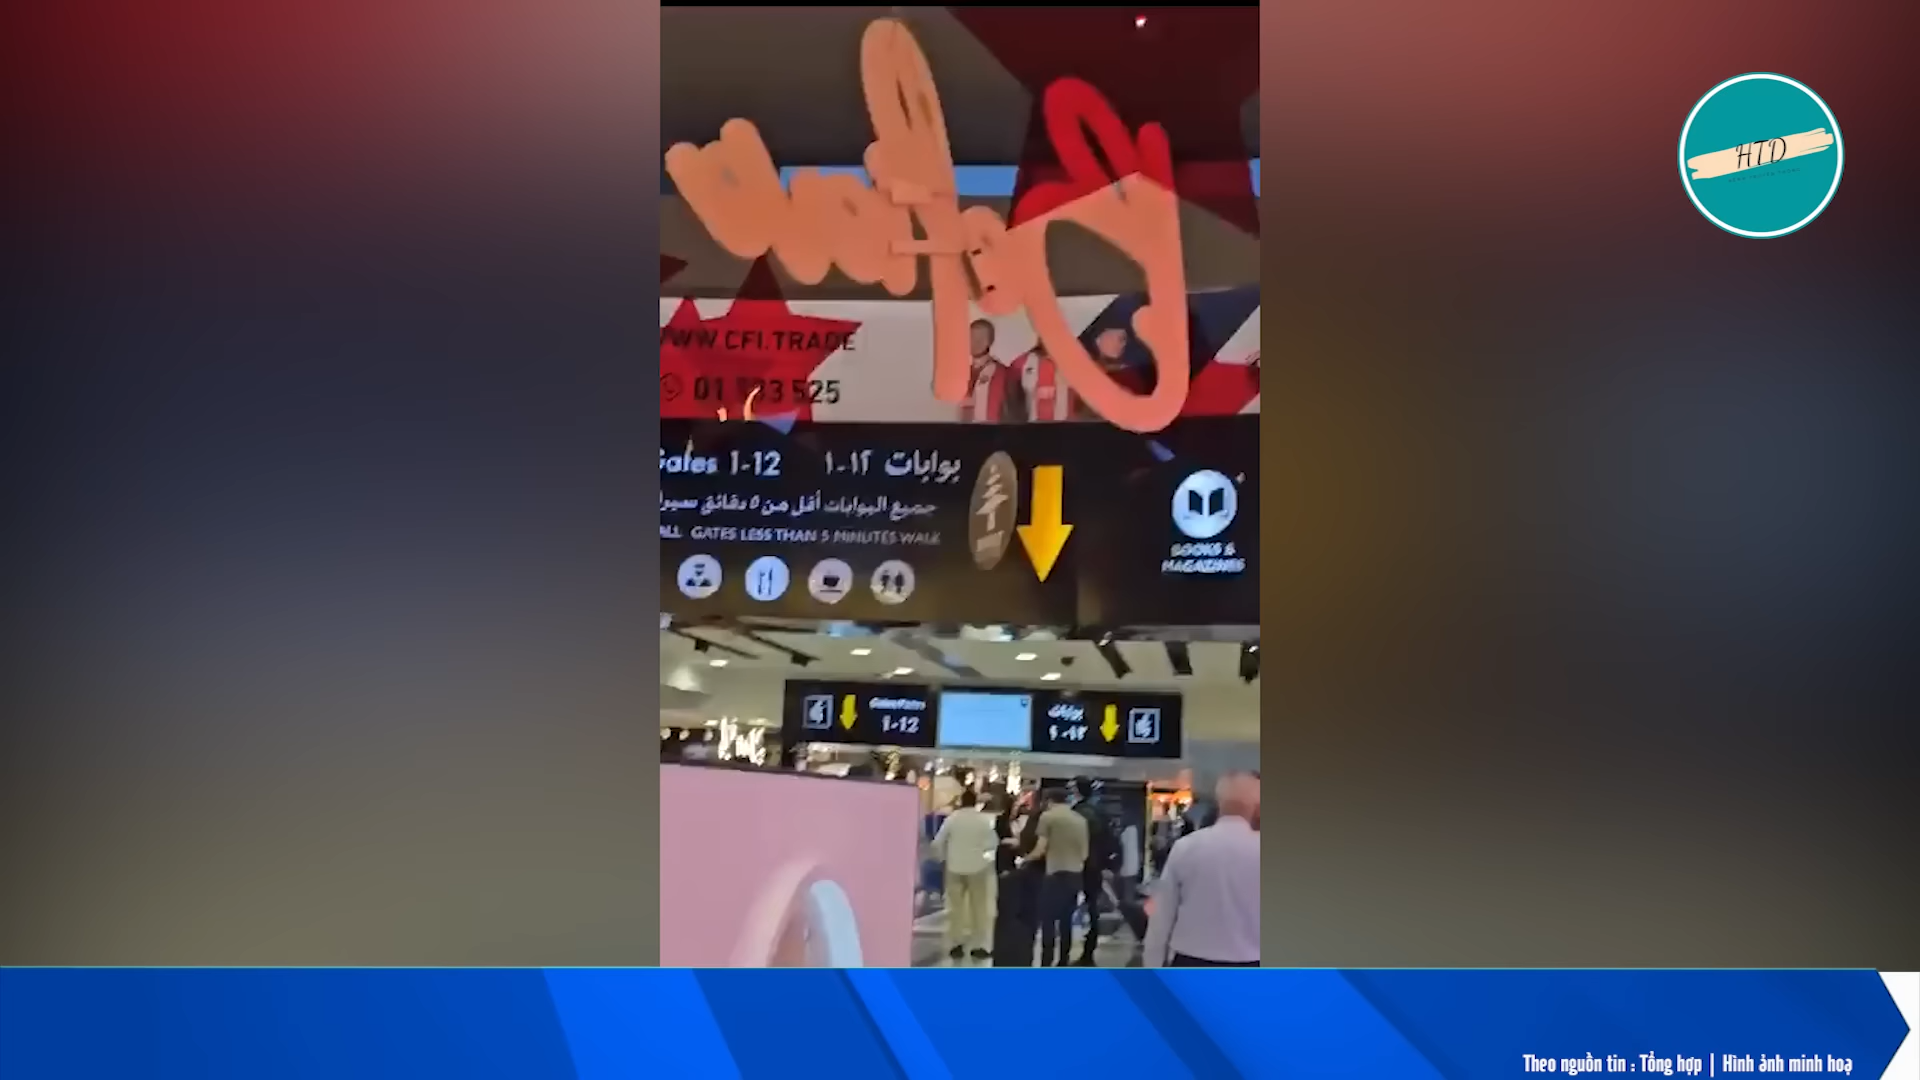 HTD
WWW.CFI.TRADE
Gates 1-12 بوابات ١-١٢
جميع البوابات أقل من ٥ دقائق سيرا
ALL GATES LESS THAN 5 MINUTES WALK
BOOKS &
MAGAZINES
1-12
بوابات
١-١٢
Theo nguồn tin : Tổng hợp | Hình ảnh minh hoạ